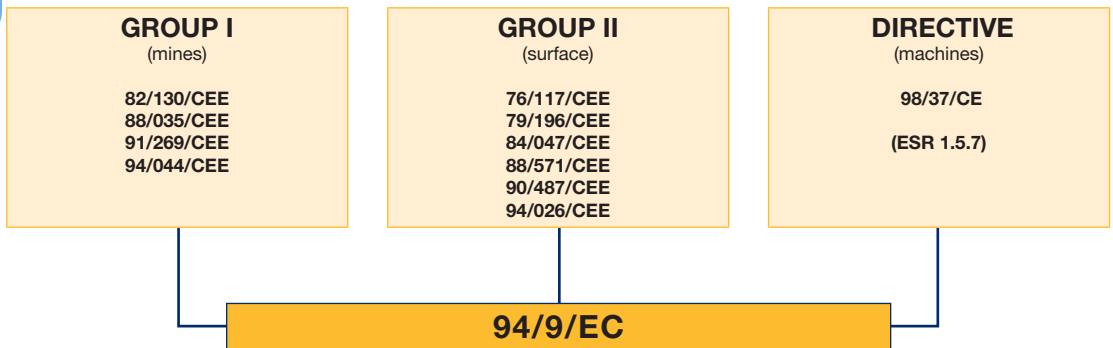 GROUP I
(mines)
82/130/CEE
88/035/CEE
91/269/CEE
94/044/CEE
GROUP II
(surface)
76/117/CEE
79/196/CEE
84/047/CEE
88/571/CEE
90/487/CEE
94/026/CEE
DIRECTIVE
(machines)
98/37/CE
(ESR 1.5.7)
94/9/EC